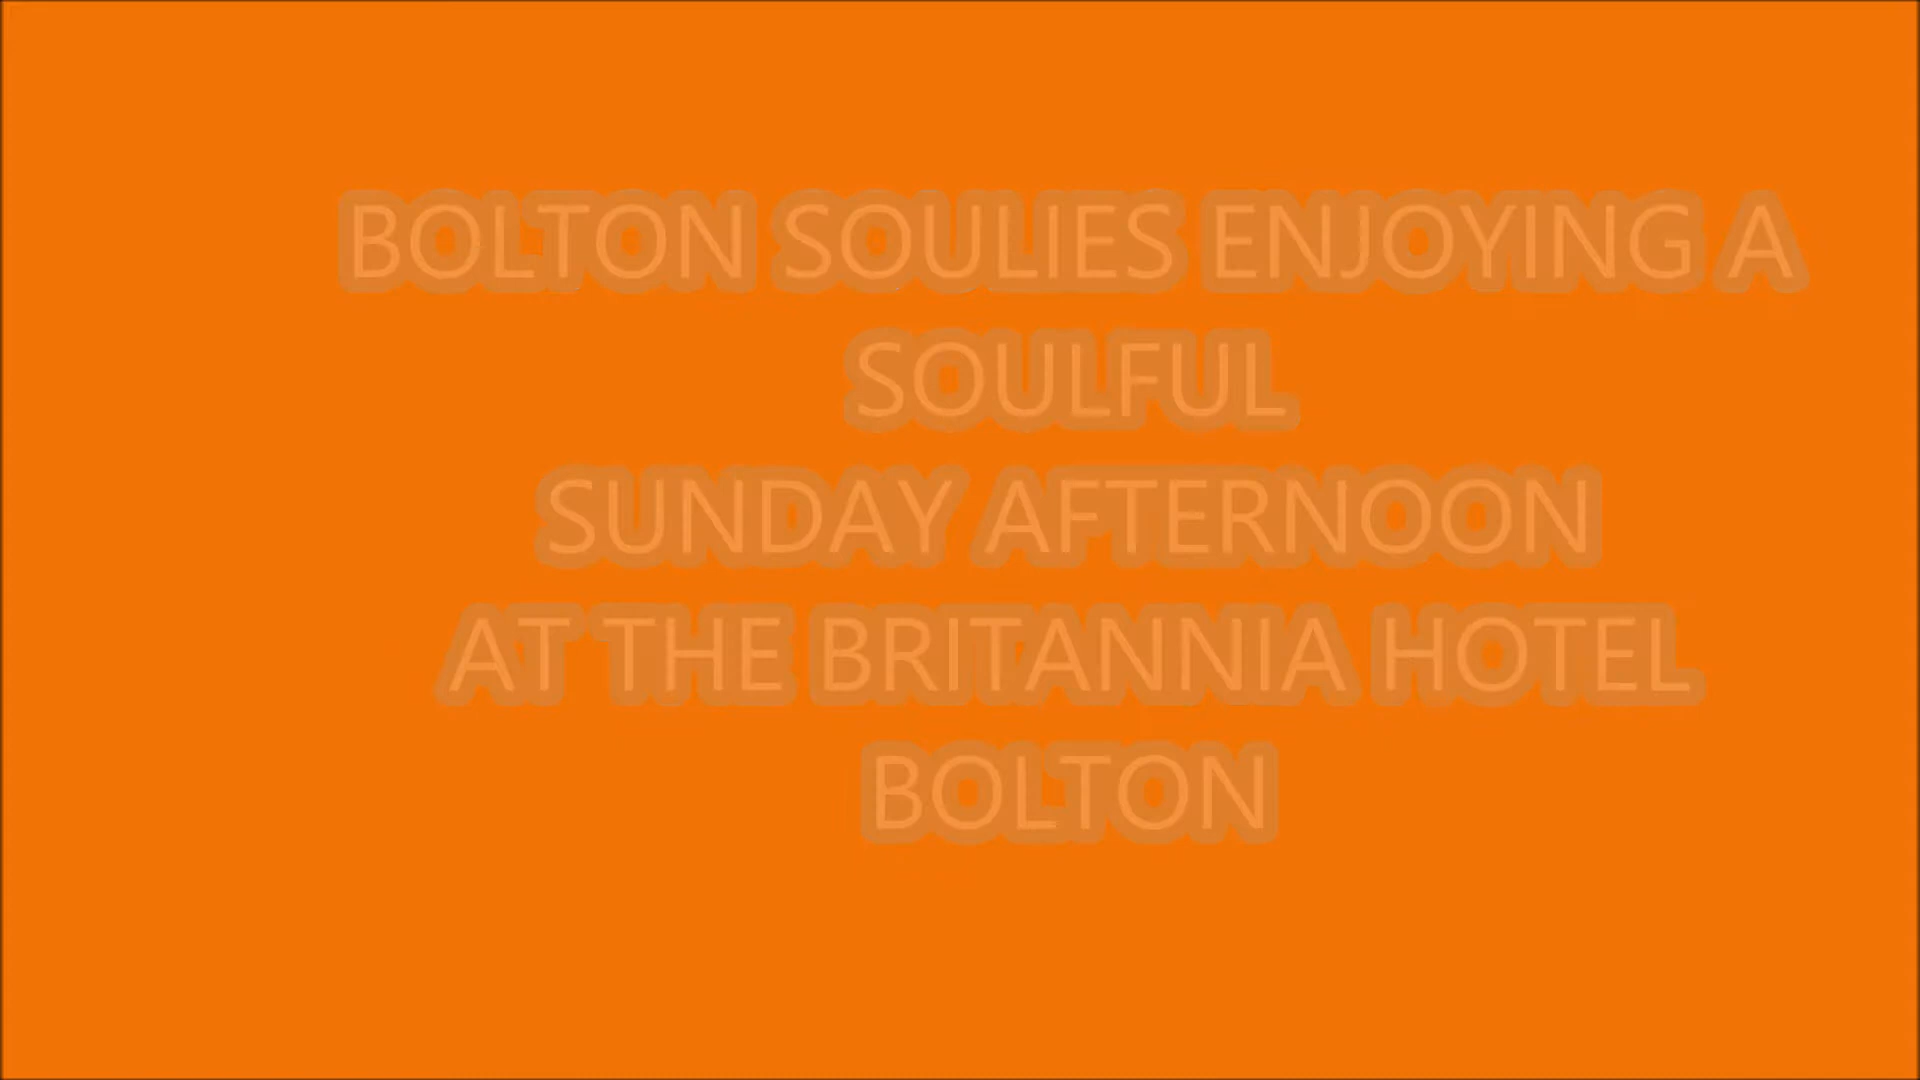 BOLTON SOULIES ENJOYING A
SOULFUL
SUNDAY AFTERNOON
AT THE BRITANNIA HOTEL
BOLTON